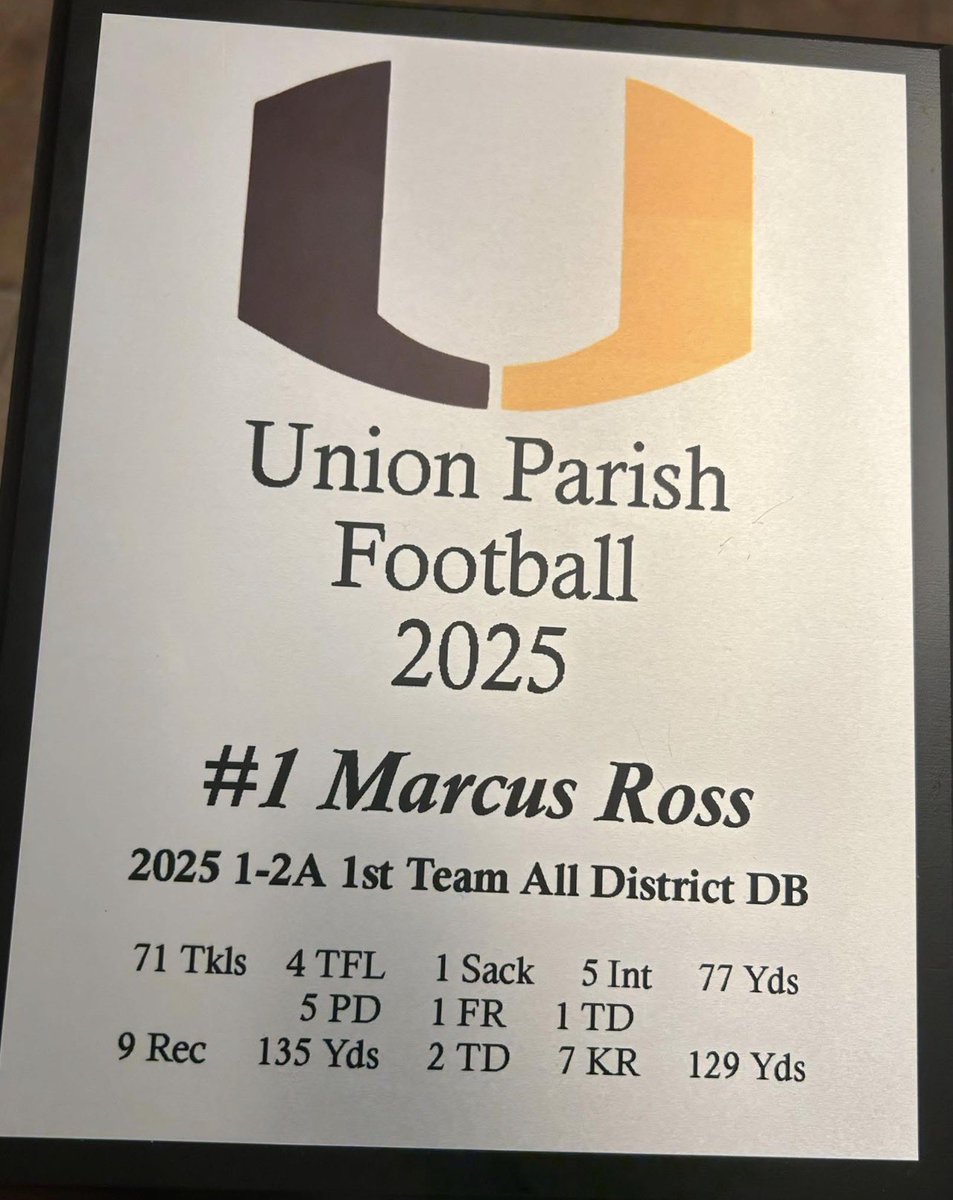 Union Parish
Football
2025
#1 Marcus Ross
2025 1-2A 1st Team All District DB
71 Tkls 4 TFL 1 Sack 5 Int 77 Yds
5 PD 1 FR 1 TD
9 Rec 135 Yds 2 TD 7 KR 129 Yds